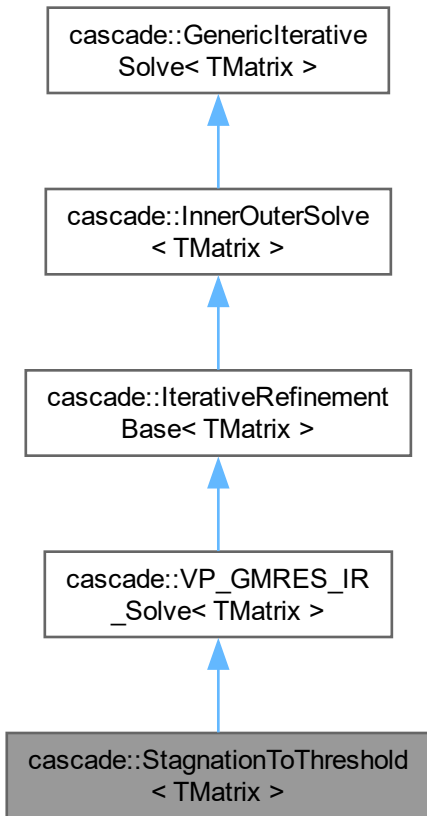 cascade::GenericIterative
Solve< TMatrix >
cascade::InnerOuterSolve
< TMatrix >
cascade::IterativeRefinement
Base< TMatrix >
cascade::VP_GMRES_IR
_Solve< TMatrix >
cascade::StagnationToThreshold
< TMatrix >